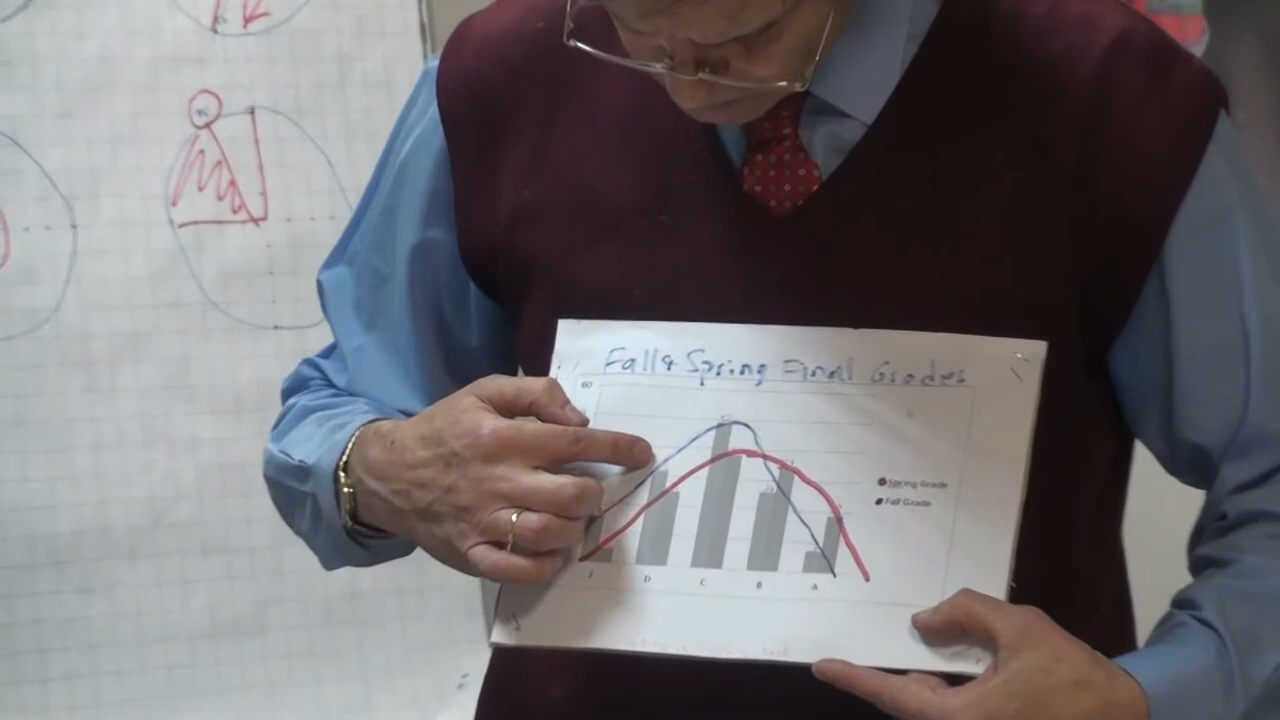 Fall & Spring Final Grades
60
Spring Grade
Fall Grade
F D C B A